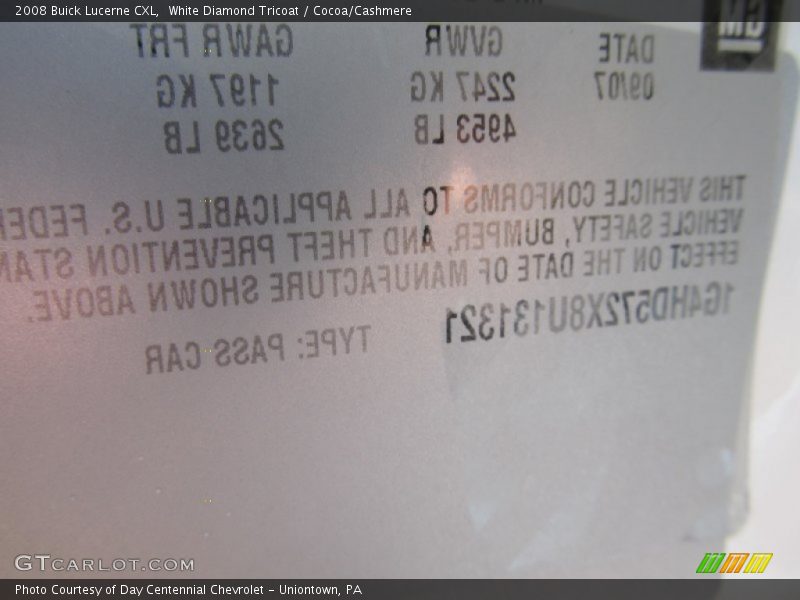 2008 Buick Lucerne CXL, White Diamond Tricoat / Cocoa/Cashmere
GM
DATE GVWR GAWR FRT
09/07 2247 KG 1197 KG
4953 LB 2639 LB
THIS VEHICLE CONFORMS TO ALL APPLICABLE U.S. FEDER
VEHICLE SAFETY, BUMPER, AND THEFT PREVENTION STAN
EFFECT ON THE DATE OF MANUFACTURE SHOWN ABOVE.
1G4HD572X8U131321 TYPE: PASS CAR
GTCARLOT.COM
Photo Courtesy of Day Centennial Chevrolet - Uniontown, PA